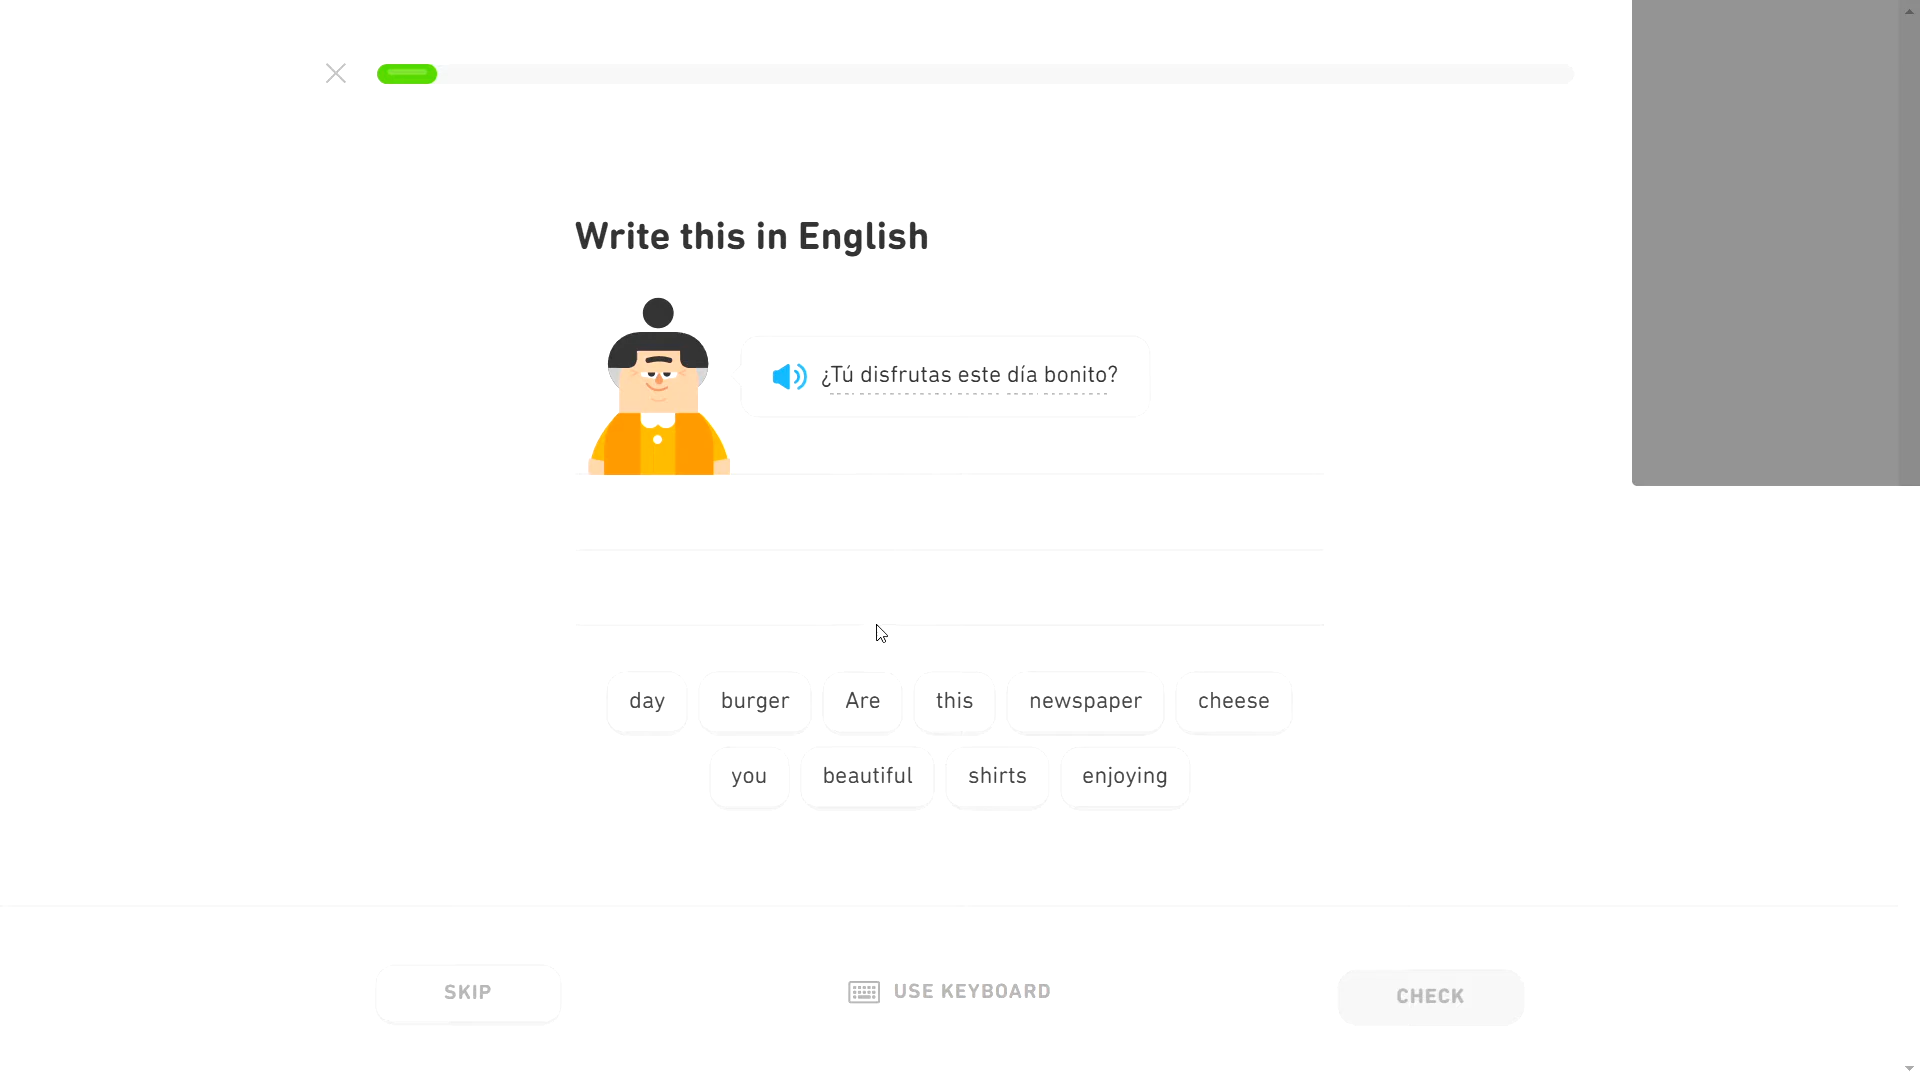 Write this in English
¿Tú disfrutas este día bonito?
day burger Are this newspaper cheese
you beautiful shirts enjoying
SKIP USE KEYBOARD CHECK